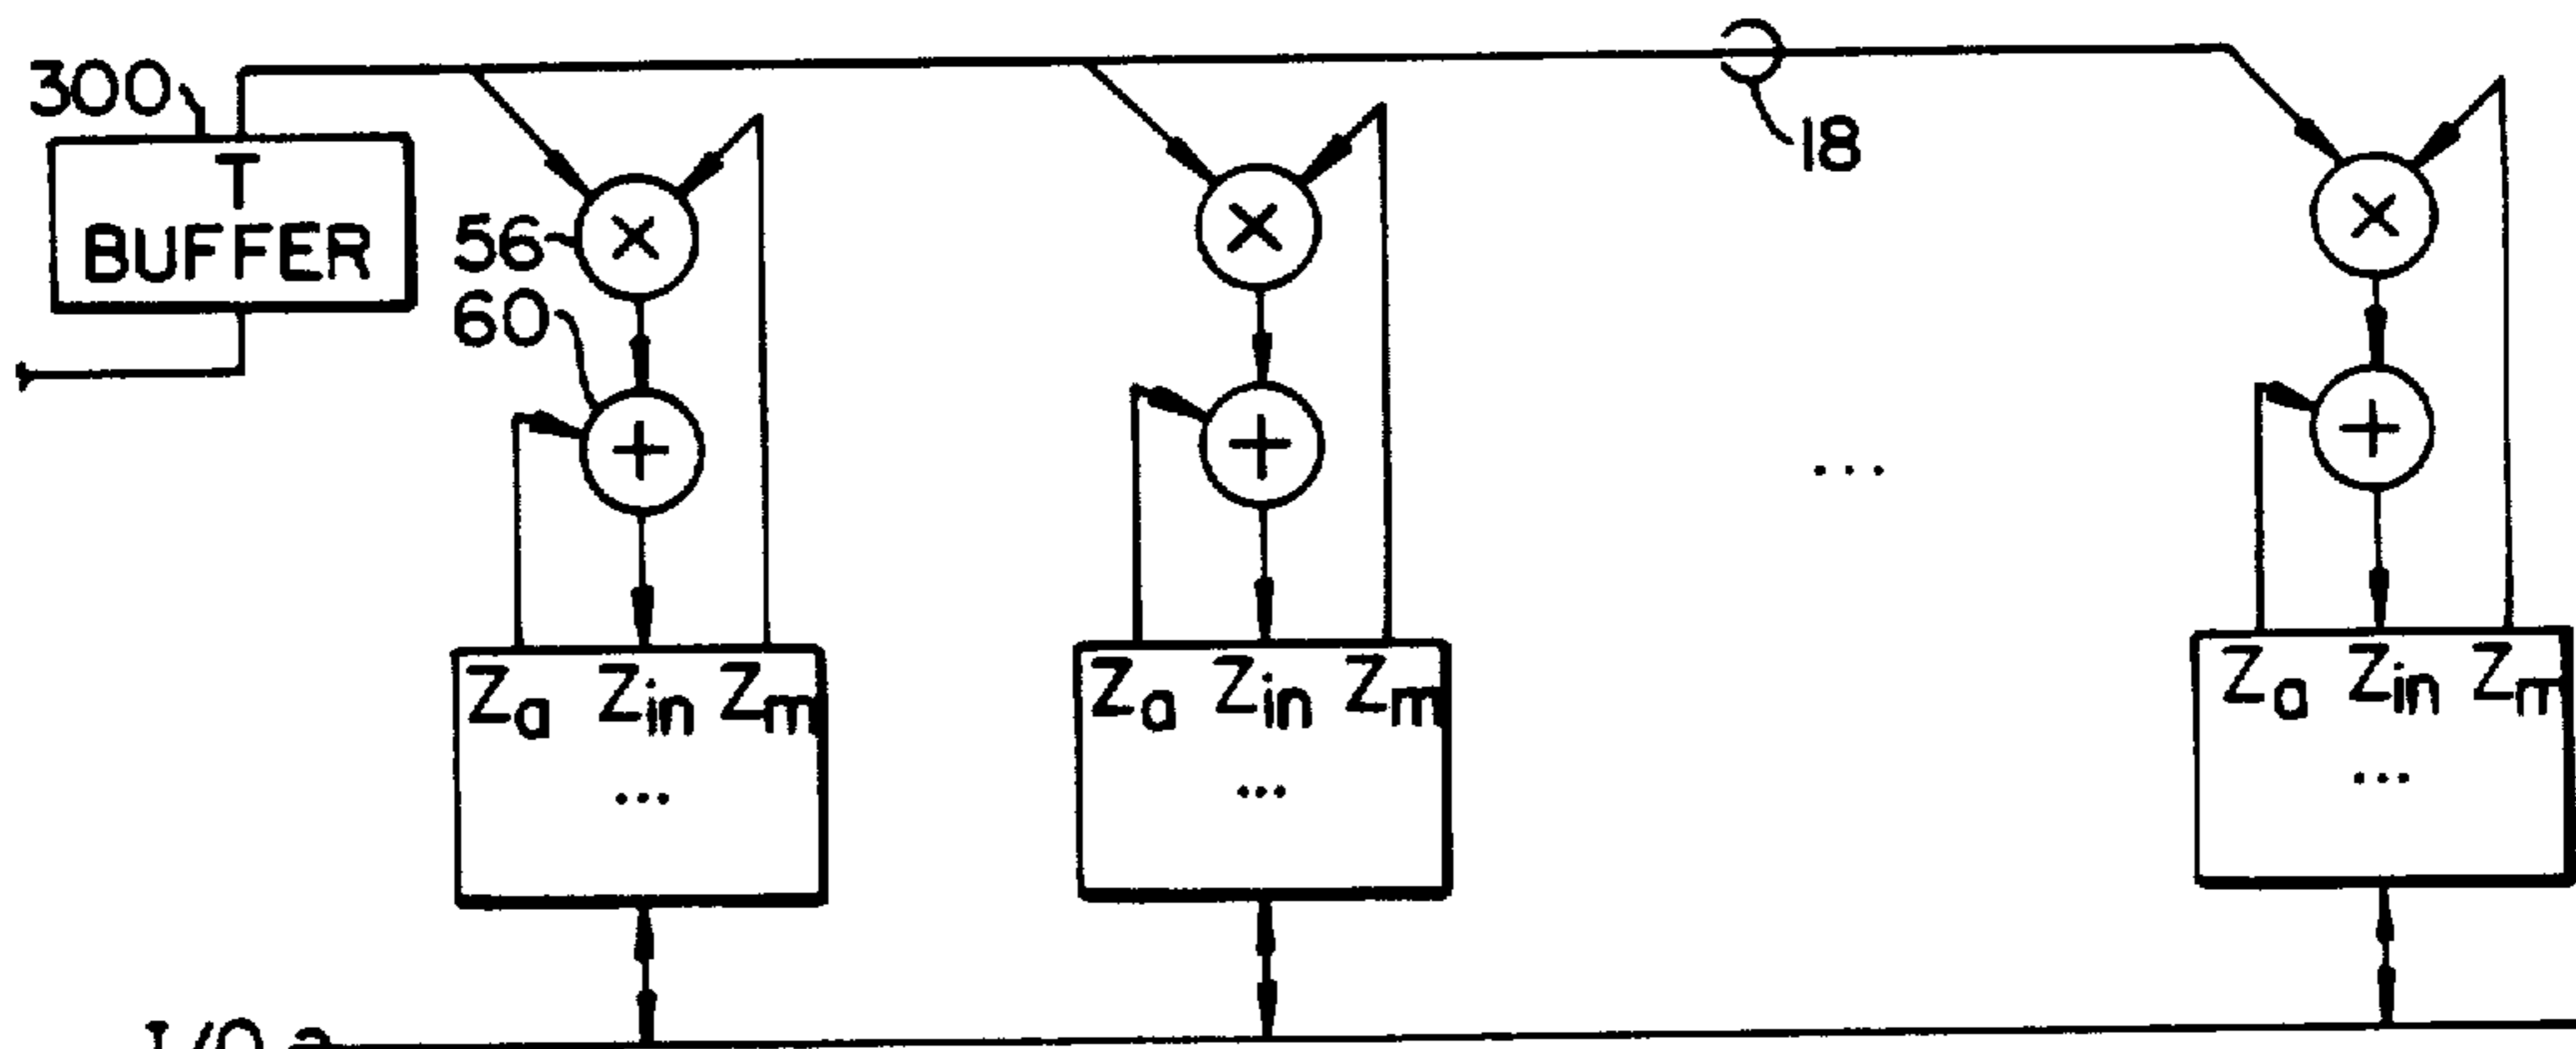 300
T
BUFFER
18
56
60
×
×
×
+
+
+
...
Za Zin Zm
...
Za Zin Zm
...
Za Zin Zm
...